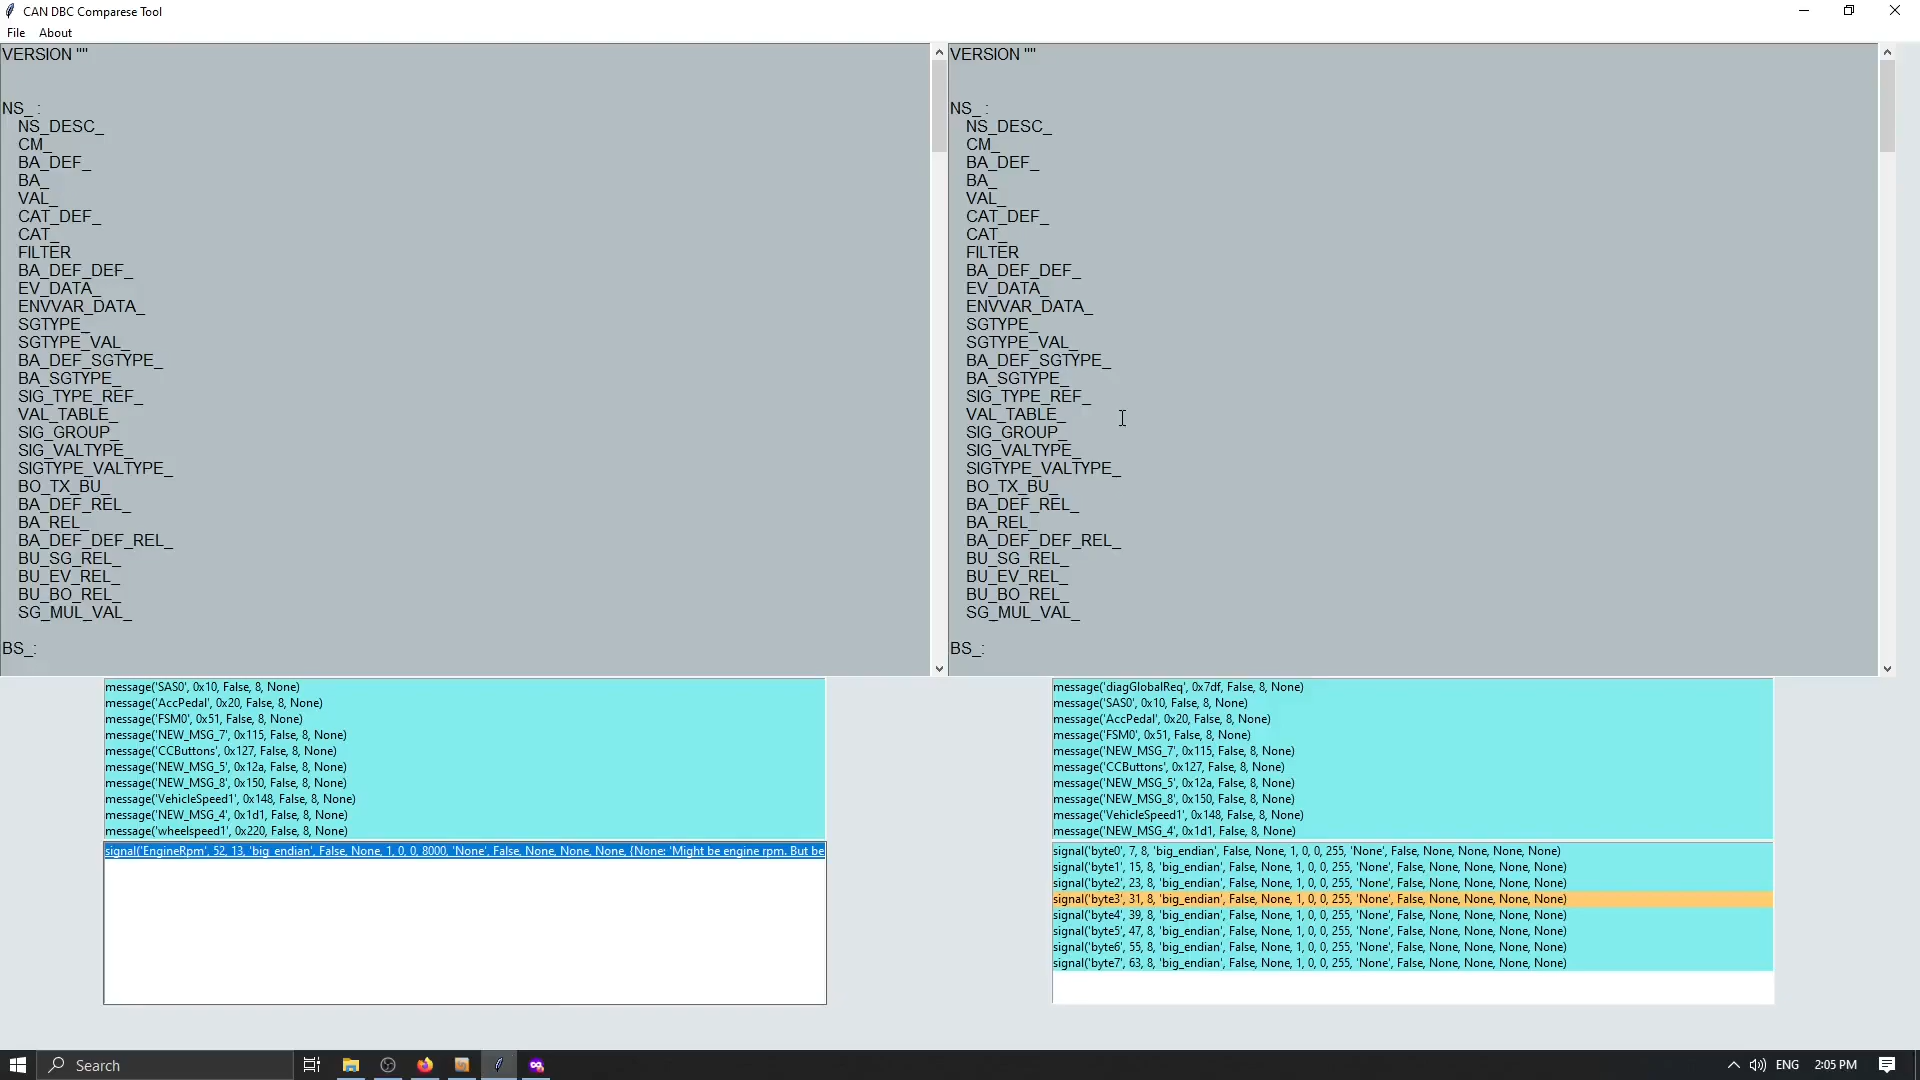 CAN DBC Comparese Tool
File About
VERSION ""
NS_ :
NS_DESC_
CM_
BA_DEF_
BA_
VAL_
CAT_DEF_
CAT_
FILTER
BA_DEF_DEF_
EV_DATA_
ENVVAR_DATA_
SGTYPE_
SGTYPE_VAL_
BA_DEF_SGTYPE_
BA_SGTYPE_
SIG_TYPE_REF_
VAL_TABLE_
SIG_GROUP_
SIG_VALTYPE_
SIGTYPE_VALTYPE_
BO_TX_BU_
BA_DEF_REL_
BA_REL_
BA_DEF_DEF_REL_
BU_SG_REL_
BU_EV_REL_
BU_BO_REL_
SG_MUL_VAL_
BS_:
VERSION ""
NS_ :
NS_DESC_
CM_
BA_DEF_
BA_
VAL_
CAT_DEF_
CAT_
FILTER
BA_DEF_DEF_
EV_DATA_
ENVVAR_DATA_
SGTYPE_
SGTYPE_VAL_
BA_DEF_SGTYPE_
BA_SGTYPE_
SIG_TYPE_REF_
VAL_TABLE_
SIG_GROUP_
SIG_VALTYPE_
SIGTYPE_VALTYPE_
BO_TX_BU_
BA_DEF_REL_
BA_REL_
BA_DEF_DEF_REL_
BU_SG_REL_
BU_EV_REL_
BU_BO_REL_
SG_MUL_VAL_
BS_:
message('SAS0', 0x10, False, 8, None)
message('AccPedal', 0x20, False, 8, None)
message('FSM0', 0x51, False, 8, None)
message('NEW_MSG_7', 0x115, False, 8, None)
message('CCButtons', 0x127, False, 8, None)
message('NEW_MSG_5', 0x12a, False, 8, None)
message('NEW_MSG_8', 0x150, False, 8, None)
message('VehicleSpeed1', 0x148, False, 8, None)
message('NEW_MSG_4', 0x1d1, False, 8, None)
message('wheelspeed1', 0x220, False, 8, None)
signal('EngineRpm', 52, 13, 'big_endian', False, None, 1, 0, 0, 8000, 'None', False, None, None, None, {None: 'Might be engine rpm. But be
message('diagGlobalReq', 0x7df, False, 8, None)
message('SAS0', 0x10, False, 8, None)
message('AccPedal', 0x20, False, 8, None)
message('FSM0', 0x51, False, 8, None)
message('NEW_MSG_7', 0x115, False, 8, None)
message('CCButtons', 0x127, False, 8, None)
message('NEW_MSG_5', 0x12a, False, 8, None)
message('NEW_MSG_8', 0x150, False, 8, None)
message('VehicleSpeed1', 0x148, False, 8, None)
message('NEW_MSG_4', 0x1d1, False, 8, None)
signal('byte0', 7, 8, 'big_endian', False, None, 1, 0, 0, 255, 'None', False, None, None, None, None)
signal('byte1', 15, 8, 'big_endian', False, None, 1, 0, 0, 255, 'None', False, None, None, None, None)
signal('byte2', 23, 8, 'big_endian', False, None, 1, 0, 0, 255, 'None', False, None, None, None, None)
signal('byte3', 31, 8, 'big_endian', False, None, 1, 0, 0, 255, 'None', False, None, None, None, None)
signal('byte4', 39, 8, 'big_endian', False, None, 1, 0, 0, 255, 'None', False, None, None, None, None)
signal('byte5', 47, 8, 'big_endian', False, None, 1, 0, 0, 255, 'None', False, None, None, None, None)
signal('byte6', 55, 8, 'big_endian', False, None, 1, 0, 0, 255, 'None', False, None, None, None, None)
signal('byte7', 63, 8, 'big_endian', False, None, 1, 0, 0, 255, 'None', False, None, None, None, None)
Search
ENG
2:05 PM